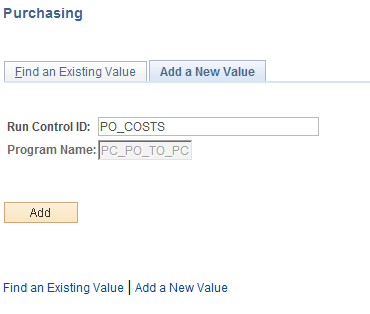 Purchasing
Find an Existing Value Add a New Value
Run Control ID: PO_COSTS
Program Name: PC_PO_TO_PC
Add
Find an Existing Value | Add a New Value